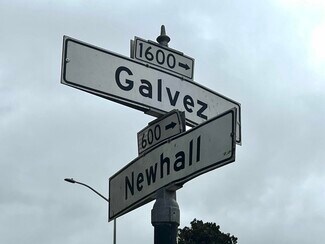 1600 →
Galvez
600 →
Newhall